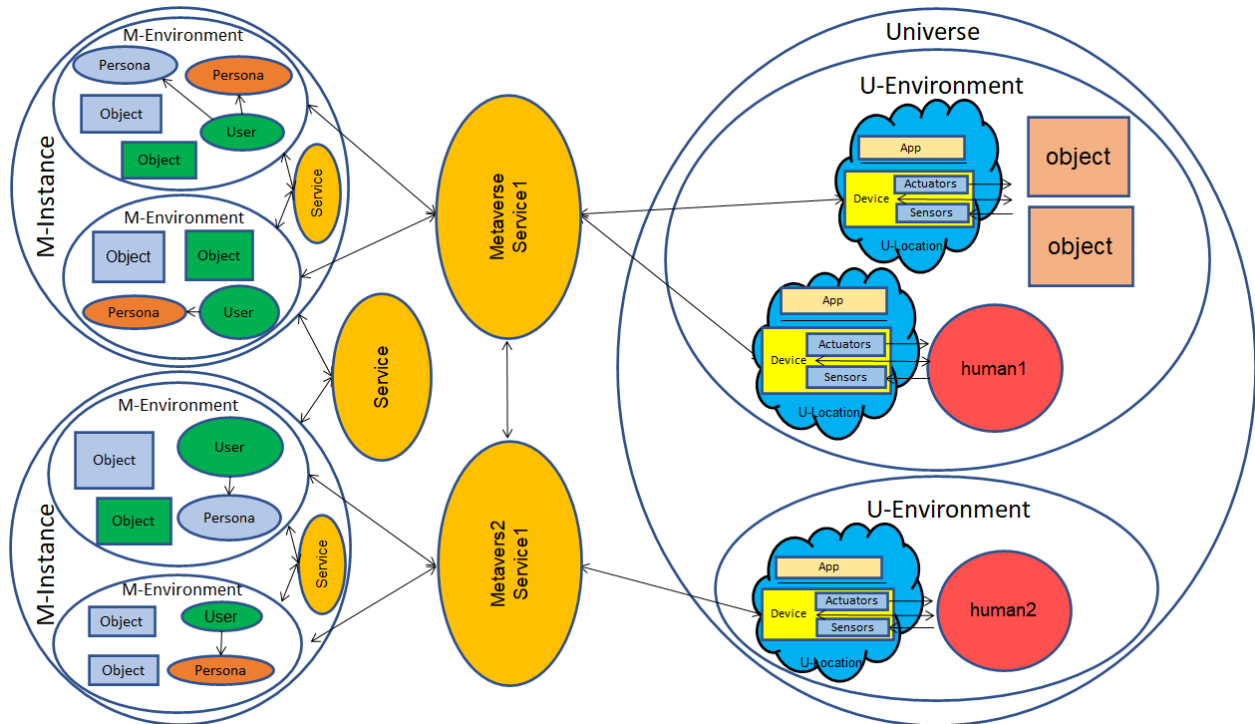 M-Instance
M-Environment
Persona
Persona
Object
User
Object
Service
M-Environment
Object
Object
Persona
User
Service
M-Instance
M-Environment
Object
User
Object
Persona
Service
M-Environment
Object
User
Object
Persona
Metaverse
Service1
Metavers2
Service1
Universe
U-Environment
App
Device
Actuators
Sensors
U-Location
object
object
App
Device
Actuators
Sensors
U-Location
human1
U-Environment
App
Device
Actuators
Sensors
U-Location
human2